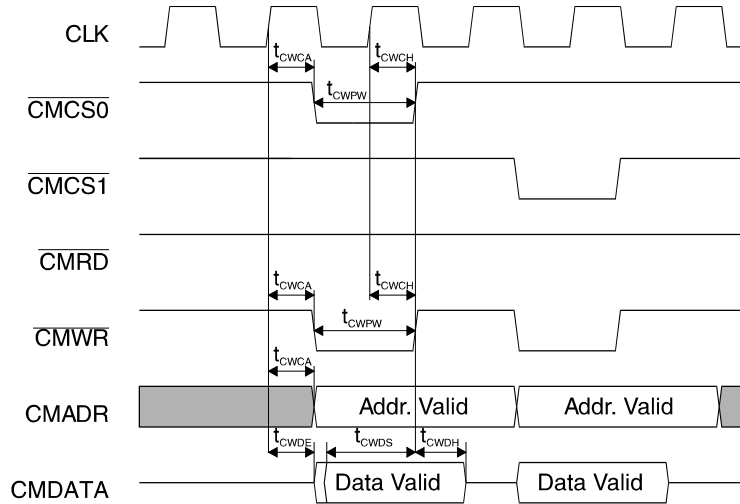 CLK
tCWCA
tCWCH
CMCS0
tCWPW
CMCS1
CMRD
tCWCA
tCWCH
CMWR
tCWPW
tCWCA
CMADR
Addr. Valid
Addr. Valid
tCWDE
tCWDS
tCWDH
CMDATA
Data Valid
Data Valid